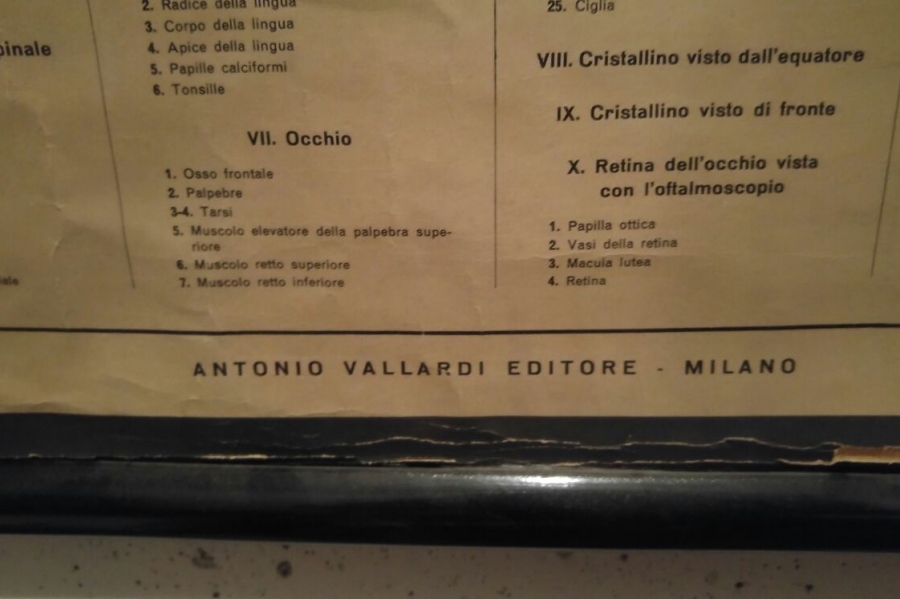 pinale
iale
2. Radice della lingua
3. Corpo della lingua
4. Apice della lingua
5. Papille calciformi
6. Tonsille
VII. Occhio
1. Osso frontale
2. Palpebre
3-4. Tarsi
5. Muscolo elevatore della palpebra supe-
riore
6. Muscolo retto superiore
7. Muscolo retto inferiore
25. Ciglia
VIII. Cristallino visto dall'equatore
IX. Cristallino visto di fronte
X. Retina dell'occhio vista
con l'oftalmoscopio
1. Papilla ottica
2. Vasi della retina
3. Macula lutea
4. Retina
ANTONIO VALLARDI EDITORE - MILANO